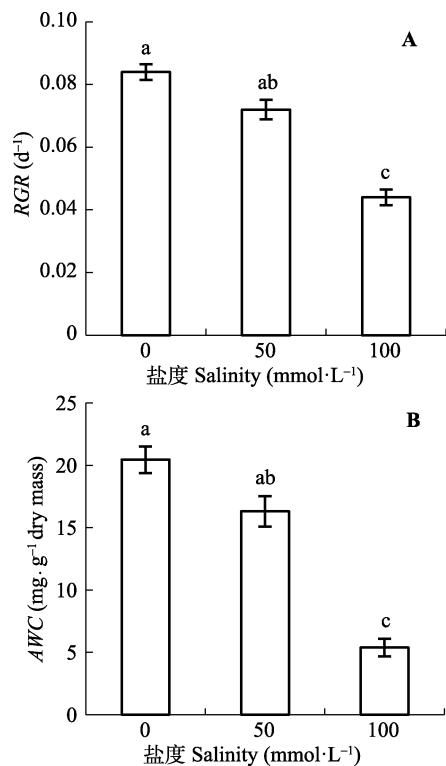 A
0.10
0.08
0.06
0.04
0.02
0
RGR (d⁻¹)
a
ab
c
0 50 100
盐度 Salinity (mmol·L⁻¹)
B
25
20
15
10
5
0
AWC (mg. g⁻¹ dry mass)
a
ab
c
0 50 100
盐度 Salinity (mmol·L⁻¹)